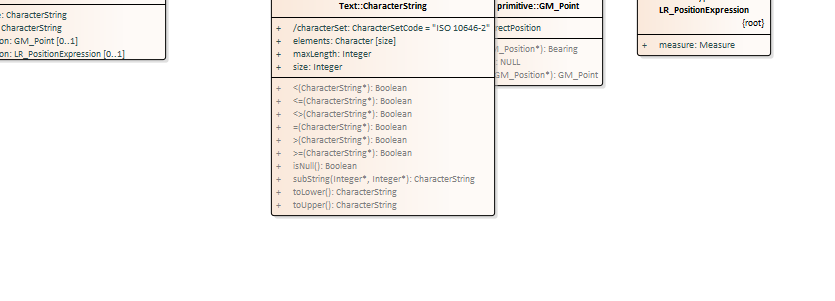 : CharacterString
CharacterString
on: GM_Point [0..1]
on: LR_PositionExpression [0..1]
Text::CharacterString
+ /characterSet: CharacterSetCode = "ISO 10646-2"
+ elements: Character [size]
+ maxLength: Integer
+ size: Integer
+ <(CharacterString*): Boolean
+ <=(CharacterString*): Boolean
+ <>(CharacterString*): Boolean
+ =(CharacterString*): Boolean
+ >(CharacterString*): Boolean
+ >=(CharacterString*): Boolean
+ isNull(): Boolean
+ subString(Integer*, Integer*): CharacterString
+ toLower(): CharacterString
+ toUpper(): CharacterString
primitive::GM_Point
rectPosition
_Position*): Bearing
: NULL
GM_Position*): GM_Point
LR_PositionExpression
{root}
+ measure: Measure